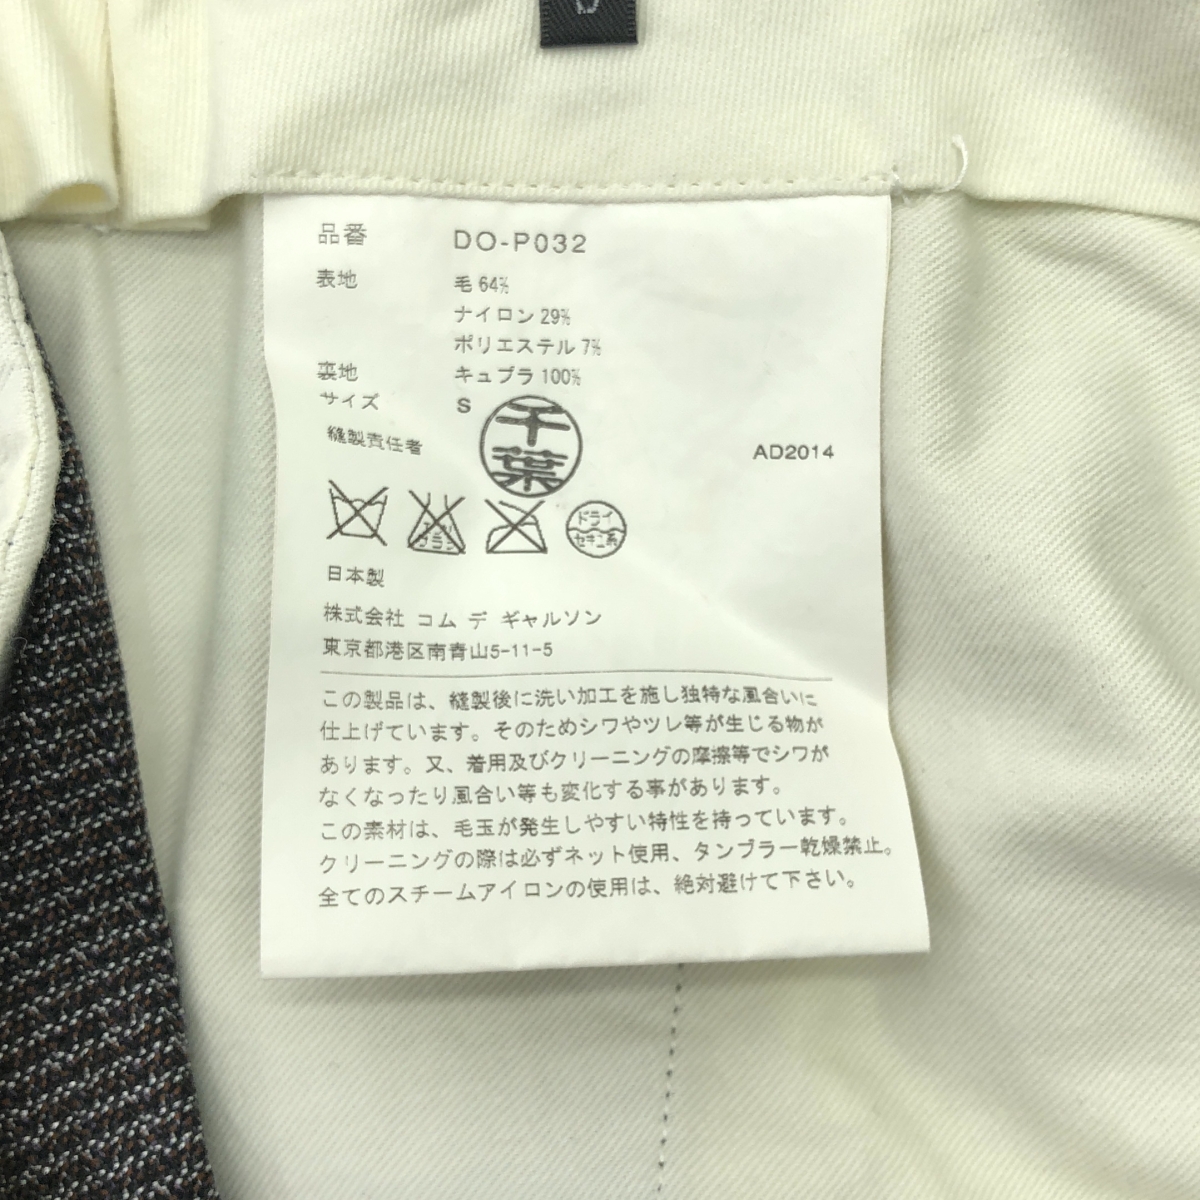 品番 DO-P032
表地 毛 64%
ナイロン 29%
ポリエステル 7%
裏地 キュプラ 100%
サイズ S
縫製責任者 千葉 AD2014
ドライ
セキユ系
日本製
株式会社 コム デ ギャルソン
東京都港区南青山5-11-5
この製品は、縫製後に洗い加工を施し独特な風合いに
仕上げています。そのためシワやツレ等が生じる物が
あります。又、着用及びクリーニングの摩擦等でシワが
なくなったり風合い等も変化する事があります。
この素材は、毛玉が発生しやすい特性を持っています。
クリーニングの際は必ずネット使用、タンブラー乾燥禁止。
全てのスチームアイロンの使用は、絶対避けて下さい。